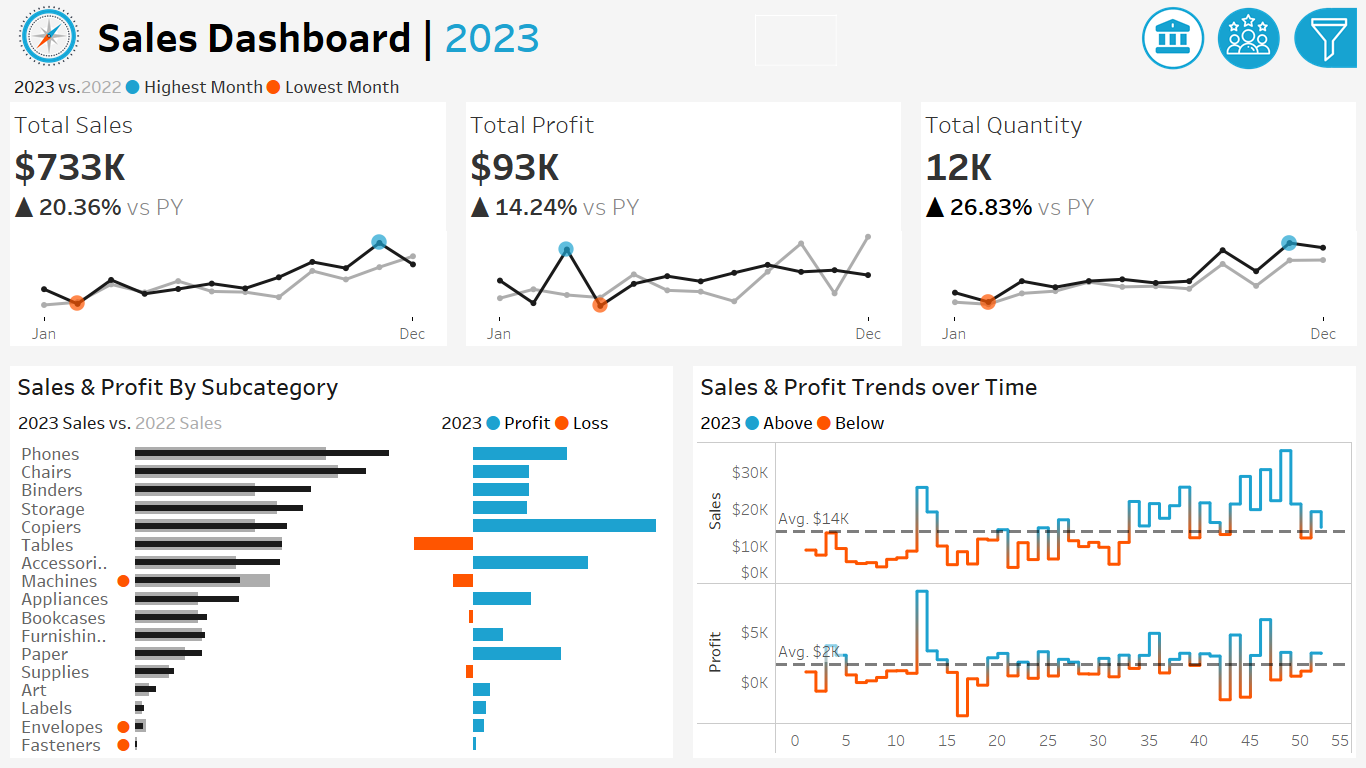 Sales Dashboard | 2023
2023 vs. 2022 Highest Month Lowest Month
Total Sales
$733K
▲ 20.36% vs PY
Jan Dec
Total Profit
$93K
▲ 14.24% vs PY
Jan Dec
Total Quantity
12K
▲ 26.83% vs PY
Jan Dec
Sales & Profit By Subcategory
2023 Sales vs. 2022 Sales
2023 Profit Loss
Phones
Chairs
Binders
Storage
Copiers
Tables
Accessori..
Machines
Appliances
Bookcases
Furnishin..
Paper
Supplies
Art
Labels
Envelopes
Fasteners
Sales & Profit Trends over Time
2023 Above Below
Sales
$30K
$20K
$10K
$0K
Avg. $14K
Profit
$5K
$0K
Avg. $2K
0 5 10 15 20 25 30 35 40 45 50 55